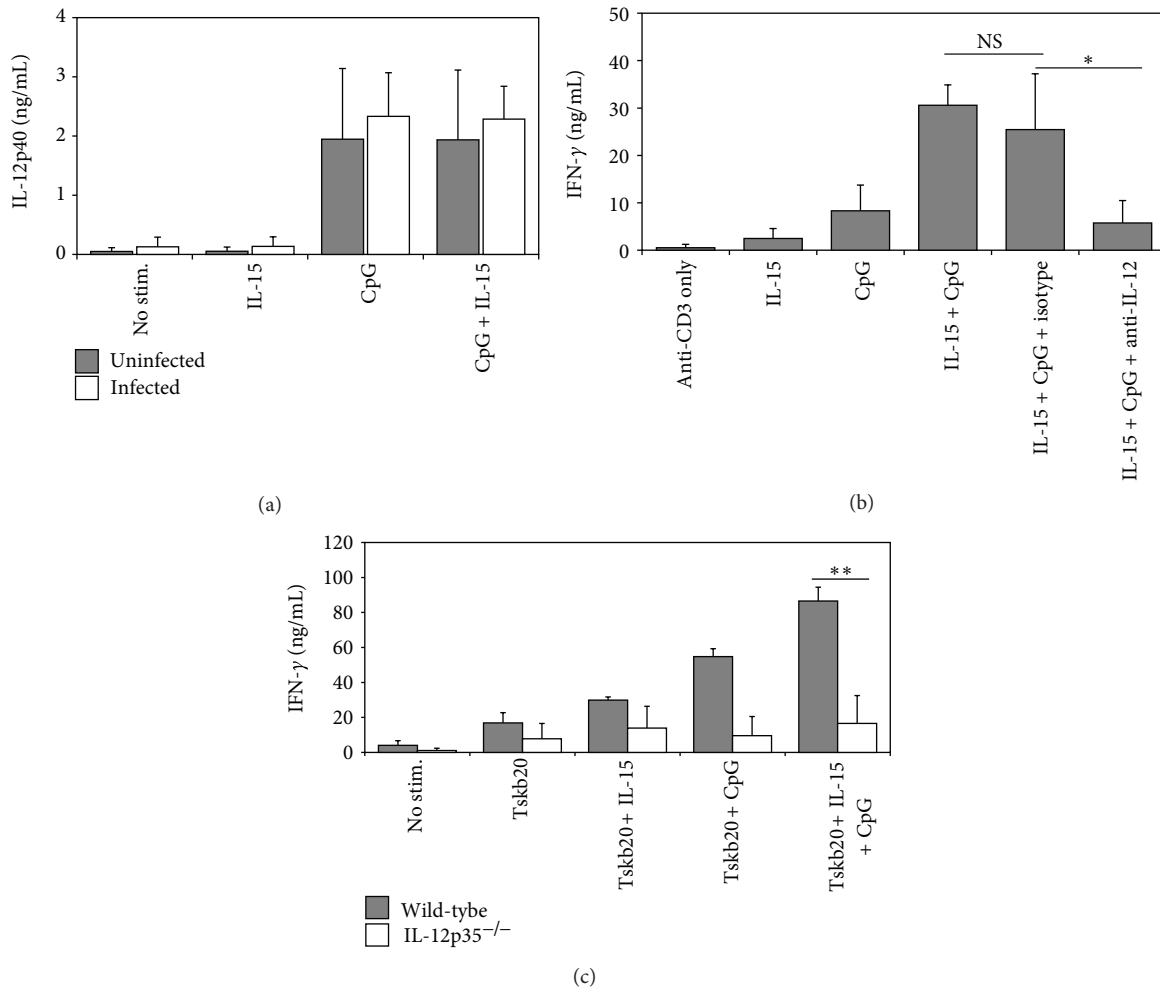 4
3
2
1
0
IL-12p40 (ng/mL)
No stim.
IL-15
CpG
CpG + IL-15
Uninfected
Infected
(a)
50
40
30
20
10
0
IFN-γ (ng/mL)
NS
*
Anti-CD3 only
IL-15
CpG
IL-15 + CpG
IL-15 + CpG + isotype
IL-15 + CpG + anti-IL-12
(b)
120
100
80
60
40
20
0
IFN-γ (ng/mL)
**
No stim.
Tskb20
Tskb20 + IL-15
Tskb20 + CpG
Tskb20 + IL-15
+ CpG
Wild-tybe
IL-12p35−/−
(c)